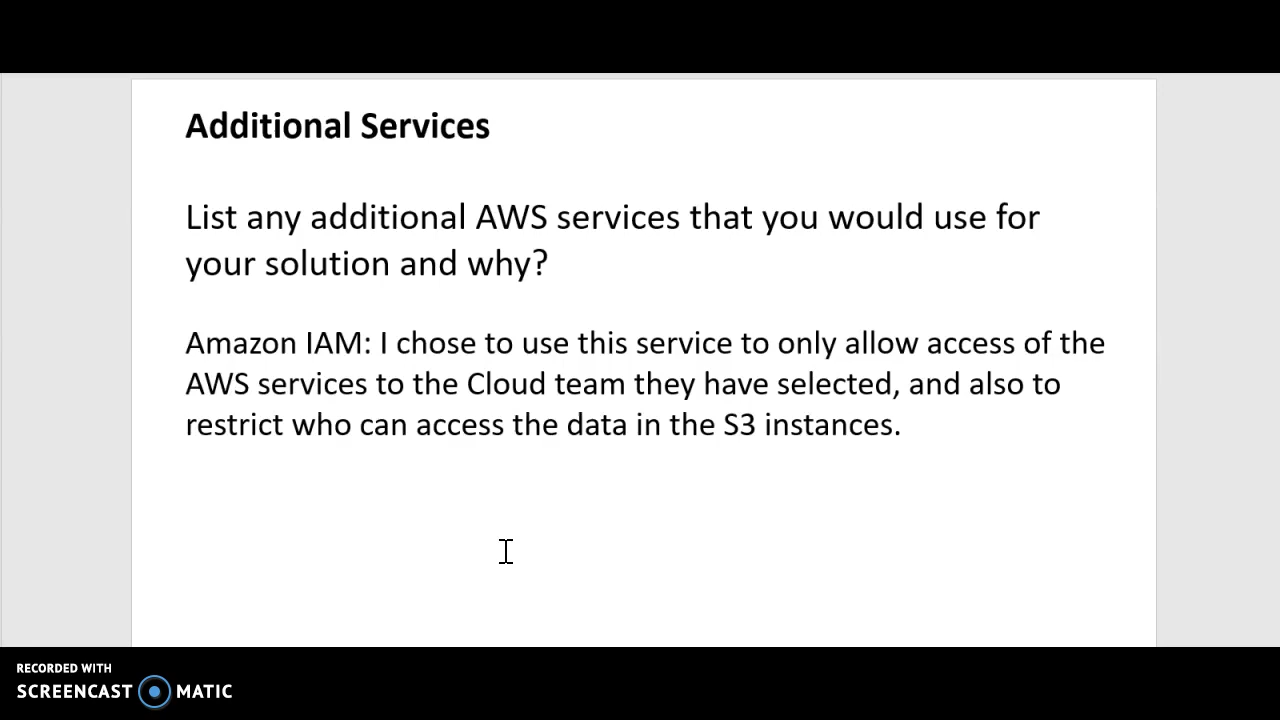 Additional Services
List any additional AWS services that you would use for
your solution and why?
Amazon IAM: I chose to use this service to only allow access of the
AWS services to the Cloud team they have selected, and also to
restrict who can access the data in the S3 instances.
RECORDED WITH
SCREENCAST MATIC